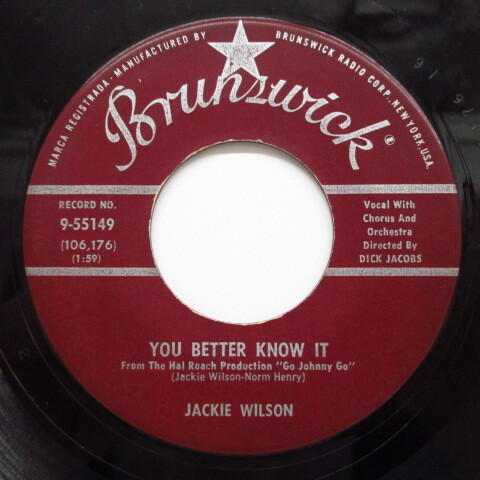 MARCA REGISTRADA • MANUFACTURED BY BRUNSWICK RADIO CORP., NEW YORK, USA.
Brunswick ®
RECORD NO.
9-55149
(106,176)
(1:59)
Vocal With
Chorus And
Orchestra
Directed By
DICK JACOBS
YOU BETTER KNOW IT
From The Hal Roach Production "Go Johnny Go"
(Jackie Wilson-Norm Henry)
JACKIE WILSON